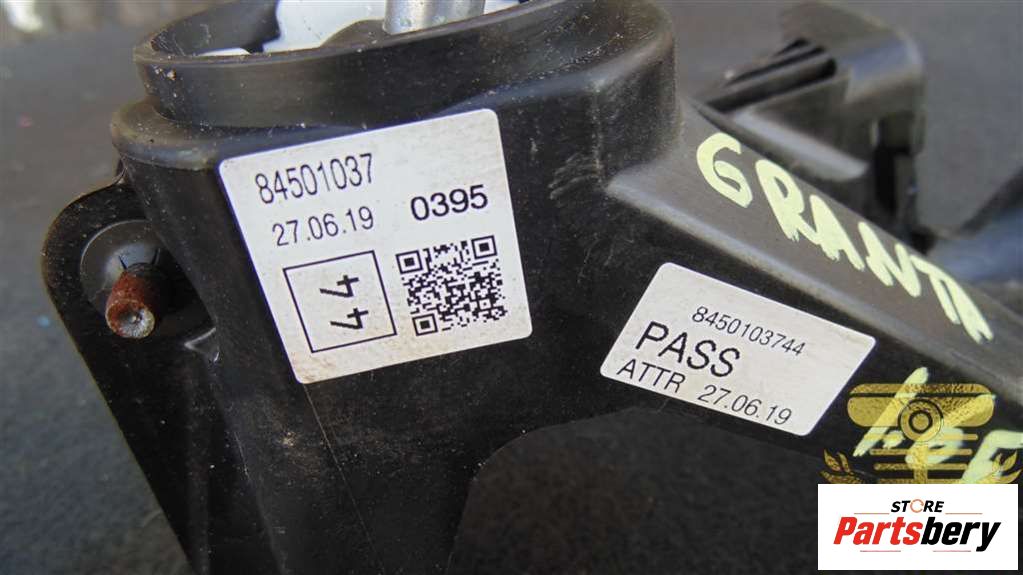 84501037
27.06.19 0395
44
8450103744
PASS
ATTR 27.06.19
GRANTA
STORE
Partsbery